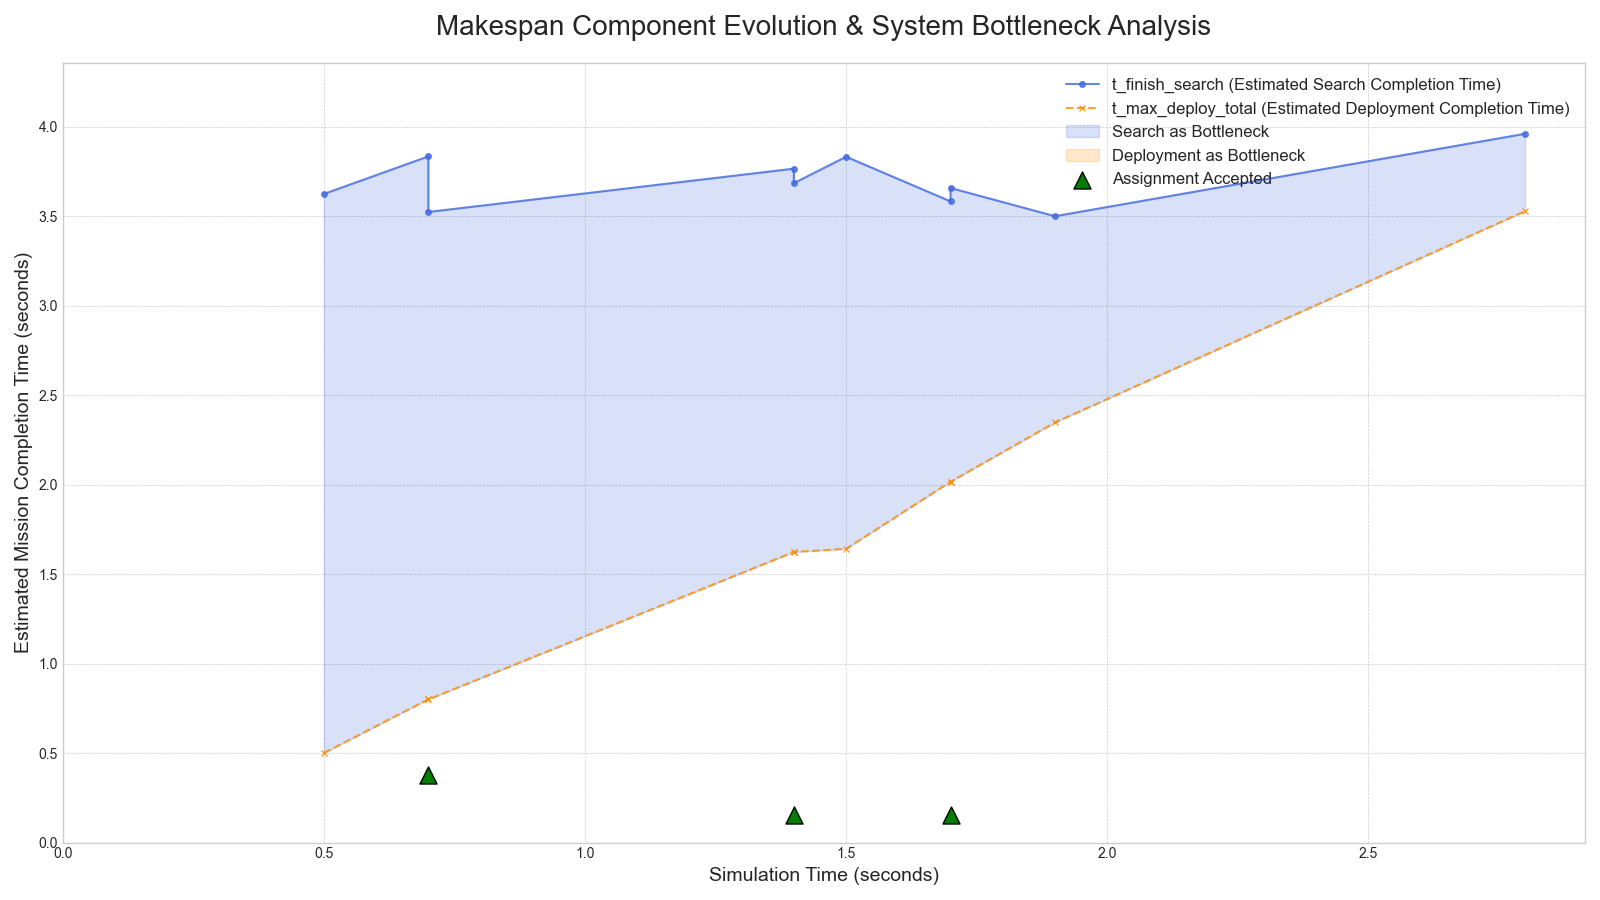 Makespan Component Evolution & System Bottleneck Analysis
t_finish_search (Estimated Search Completion Time)
t_max_deploy_total (Estimated Deployment Completion Time)
Search as Bottleneck
Deployment as Bottleneck
Assignment Accepted
Estimated Mission Completion Time (seconds)
4.0
3.5
3.0
2.5
2.0
1.5
1.0
0.5
0.0
0.0 0.5 1.0 1.5 2.0 2.5
Simulation Time (seconds)